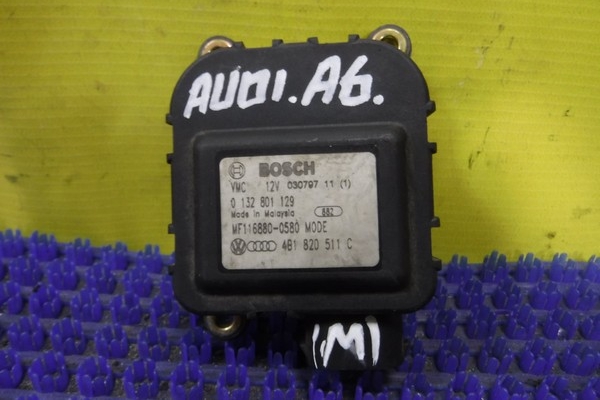 AUDI. A6.
BOSCH
VMC 12V 030797 11 (1)
0 132 801 129
Made in Malaysia 882
MF116880-0580 MODE
4B1 820 511 C
(M)